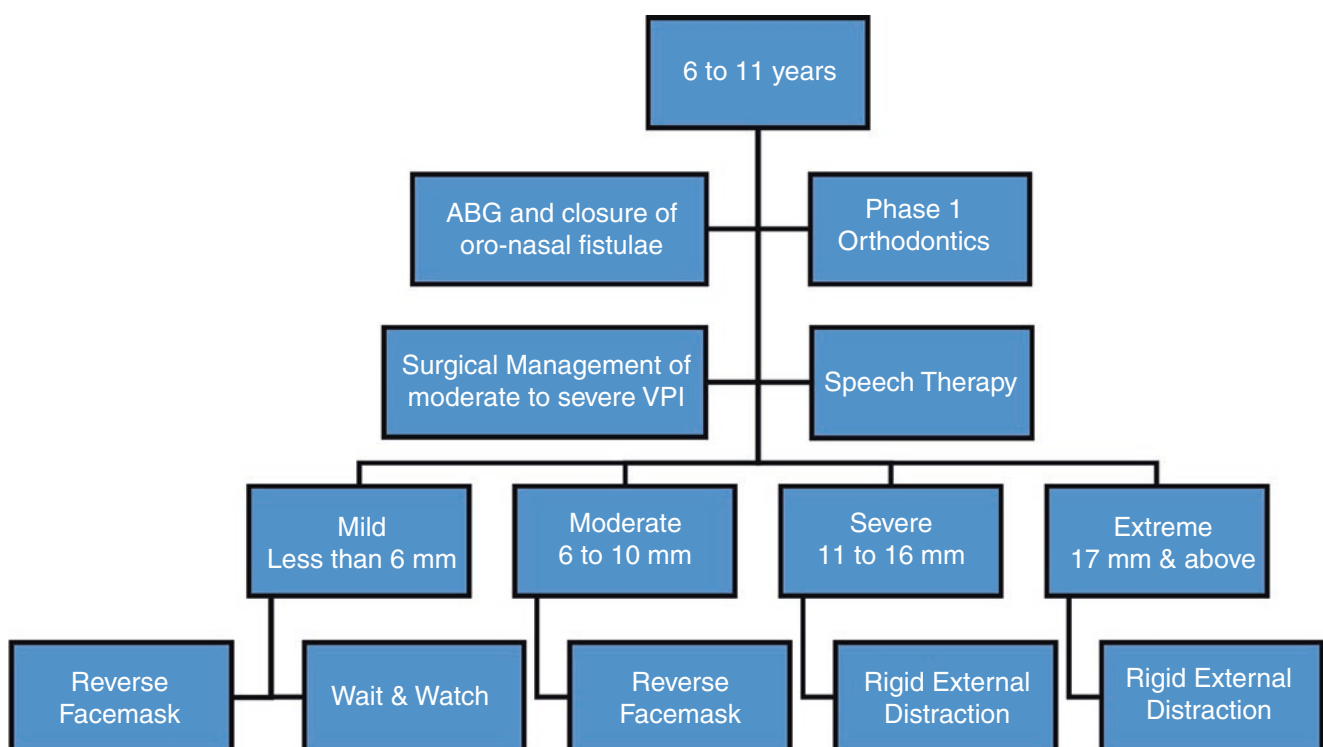 6 to 11 years
ABG and closure of
oro-nasal fistulae
Phase 1
Orthodontics
Surgical Management of
moderate to severe VPI
Speech Therapy
Mild
Less than 6 mm
Moderate
6 to 10 mm
Severe
11 to 16 mm
Extreme
17 mm & above
Reverse
Facemask
Wait & Watch
Reverse
Facemask
Rigid External
Distraction
Rigid External
Distraction